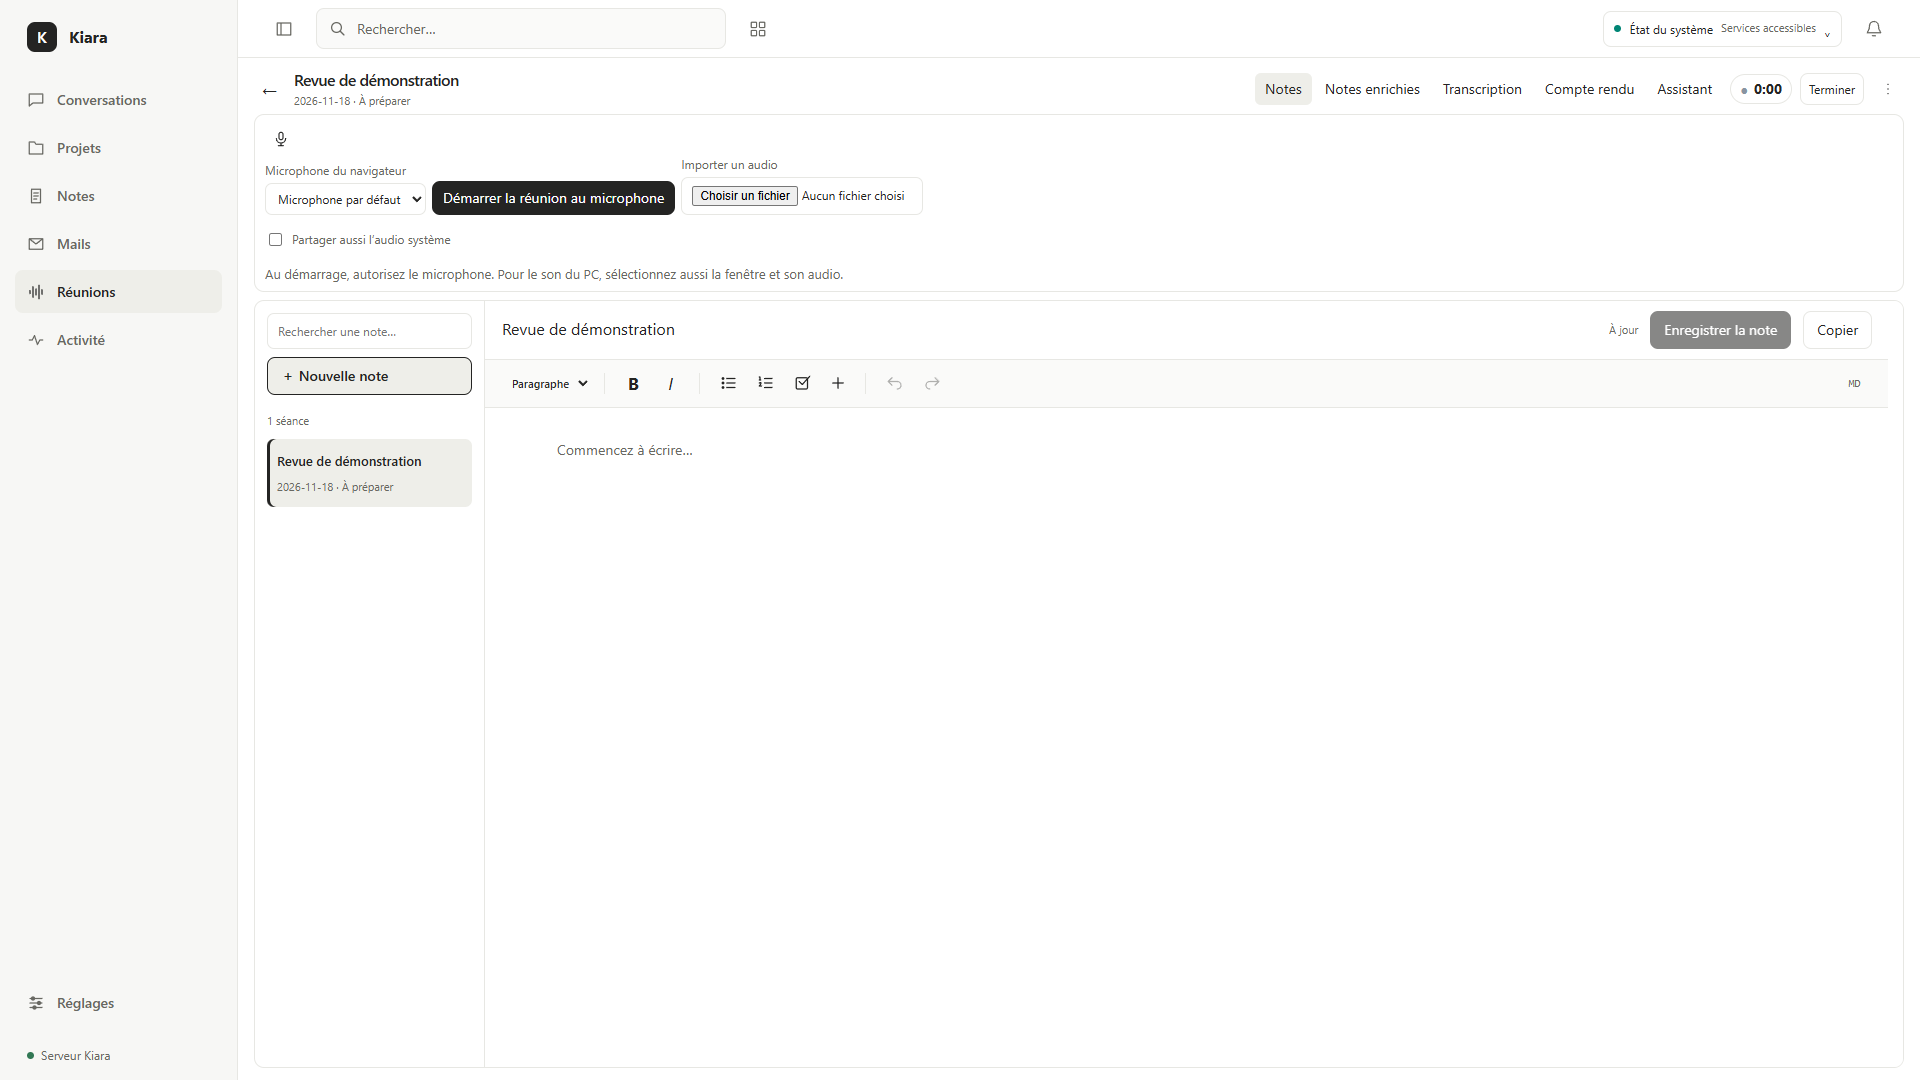 K Kiara
Conversations
Projets
Notes
Mails
Réunions
Activité
Réglages
Serveur Kiara
Rechercher...
État du système Services accessibles
← Revue de démonstration
2026-11-18 · À préparer
Notes Notes enrichies Transcription Compte rendu Assistant 0:00 Terminer
Microphone du navigateur
Microphone par défaut
Démarrer la réunion au microphone
Importer un audio
Choisir un fichier Aucun fichier choisi
Partager aussi l'audio système
Au démarrage, autorisez le microphone. Pour le son du PC, sélectionnez aussi la fenêtre et son audio.
Rechercher une note...
+ Nouvelle note
1 séance
Revue de démonstration
2026-11-18 · À préparer
Revue de démonstration
À jour Enregistrer la note Copier
Paragraphe B I MD
Commencez à écrire...